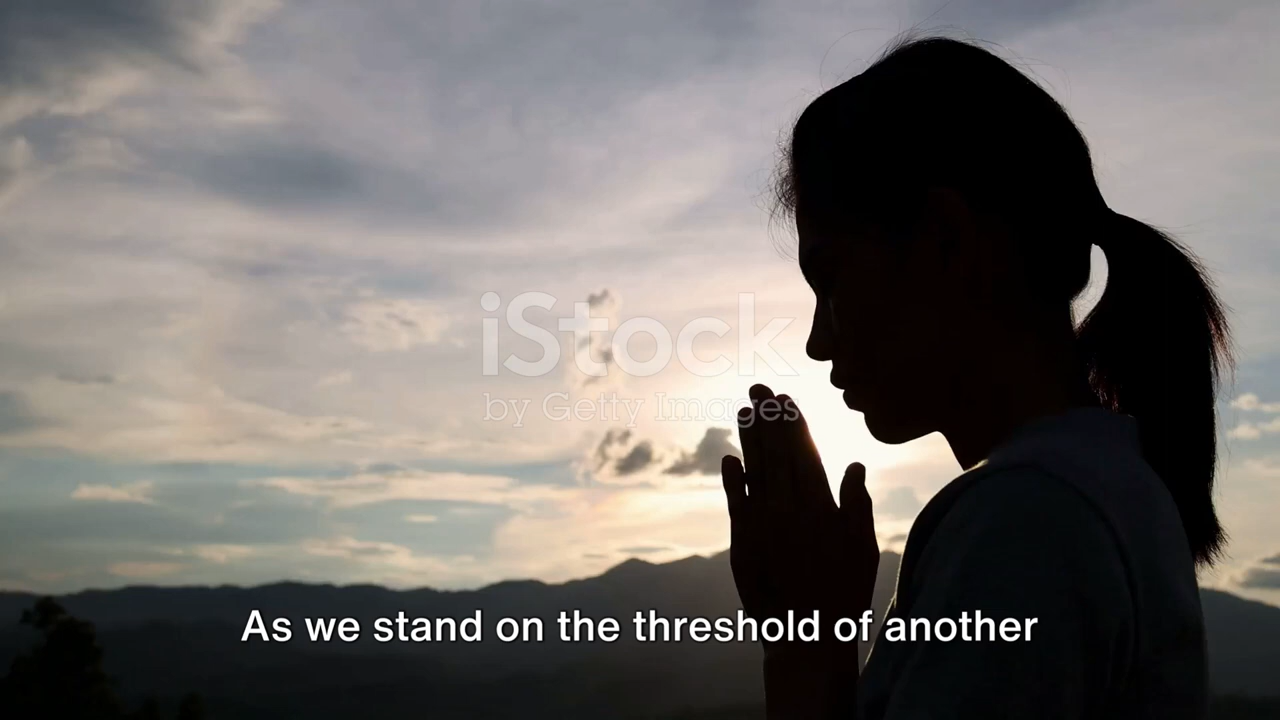 iStock
by Getty Images
As we stand on the threshold of another